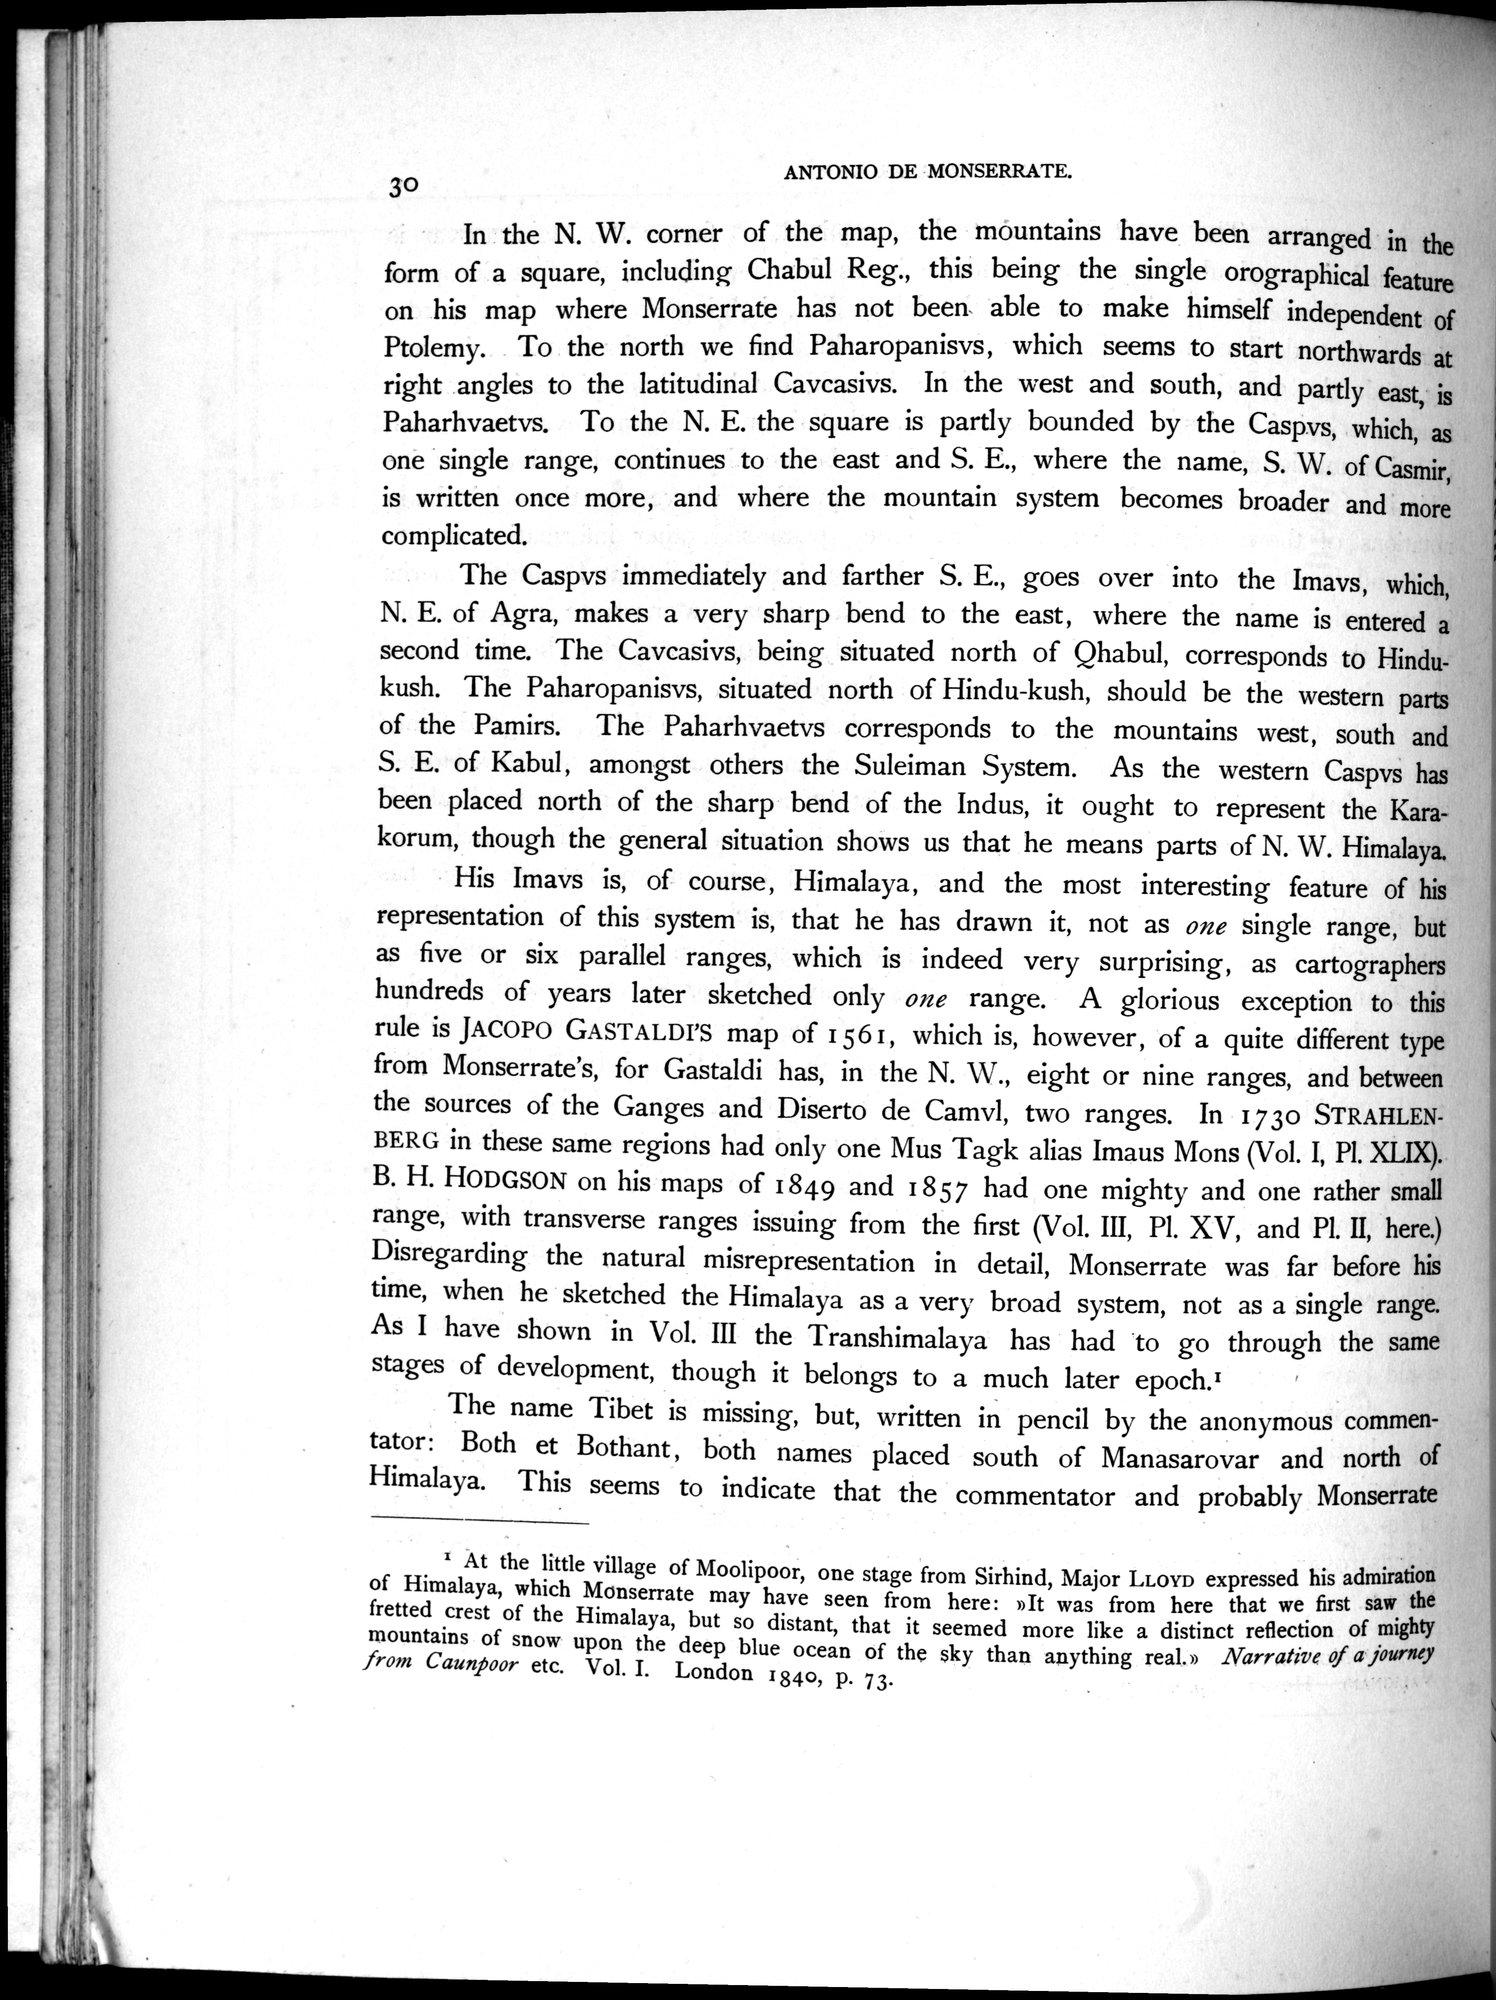 30
ANTONIO DE MONSERRATE.
In the N. W. corner of the map, the mountains have been arranged in the
form of a square, including Chabul Reg., this being the single orographical feature
on his map where Monserrate has not been able to make himself independent of
Ptolemy. To the north we find Paharopanisvs, which seems to start northwards at
right angles to the latitudinal Cavcasivs. In the west and south, and partly east, is
Paharhvaetvs. To the N. E. the square is partly bounded by the Caspvs, which, as
one single range, continues to the east and S. E., where the name, S. W. of Casmir,
is written once more, and where the mountain system becomes broader and more
complicated.
The Caspvs immediately and farther S. E., goes over into the Imavs, which,
N. E. of Agra, makes a very sharp bend to the east, where the name is entered a
second time. The Cavcasivs, being situated north of Qhabul, corresponds to Hindu-
kush. The Paharopanisvs, situated north of Hindu-kush, should be the western parts
of the Pamirs. The Paharhvaetvs corresponds to the mountains west, south and
S. E. of Kabul, amongst others the Suleiman System. As the western Caspvs has
been placed north of the sharp bend of the Indus, it ought to represent the Kara-
korum, though the general situation shows us that he means parts of N. W. Himalaya.
His Imavs is, of course, Himalaya, and the most interesting feature of his
representation of this system is, that he has drawn it, not as one single range, but
as five or six parallel ranges, which is indeed very surprising, as cartographers
hundreds of years later sketched only one range. A glorious exception to this
rule is JACOPO GASTALDI'S map of 1561, which is, however, of a quite different type
from Monserrate's, for Gastaldi has, in the N. W., eight or nine ranges, and between
the sources of the Ganges and Diserto de Camvl, two ranges. In 1730 STRAHLEN-
BERG in these same regions had only one Mus Tagk alias Imaus Mons (Vol. I, Pl. XLIX).
B. H. HODGSON on his maps of 1849 and 1857 had one mighty and one rather small
range, with transverse ranges issuing from the first (Vol. III, Pl. XV, and Pl. II, here.)
Disregarding the natural misrepresentation in detail, Monserrate was far before his
time, when he sketched the Himalaya as a very broad system, not as a single range.
As I have shown in Vol. III the Transhimalaya has had to go through the same
stages of development, though it belongs to a much later epoch.¹
The name Tibet is missing, but, written in pencil by the anonymous commen-
tator: Both et Bothant, both names placed south of Manasarovar and north of
Himalaya. This seems to indicate that the commentator and probably Monserrate
¹ At the little village of Moolipoor, one stage from Sirhind, Major LLOYD expressed his admiration
of Himalaya, which Monserrate may have seen from here: »It was from here that we first saw the
fretted crest of the Himalaya, but so distant, that it seemed more like a distinct reflection of mighty
mountains of snow upon the deep blue ocean of the sky than anything real.» Narrative of a journey
from Caunpoor etc. Vol. I. London 1840, p. 73.